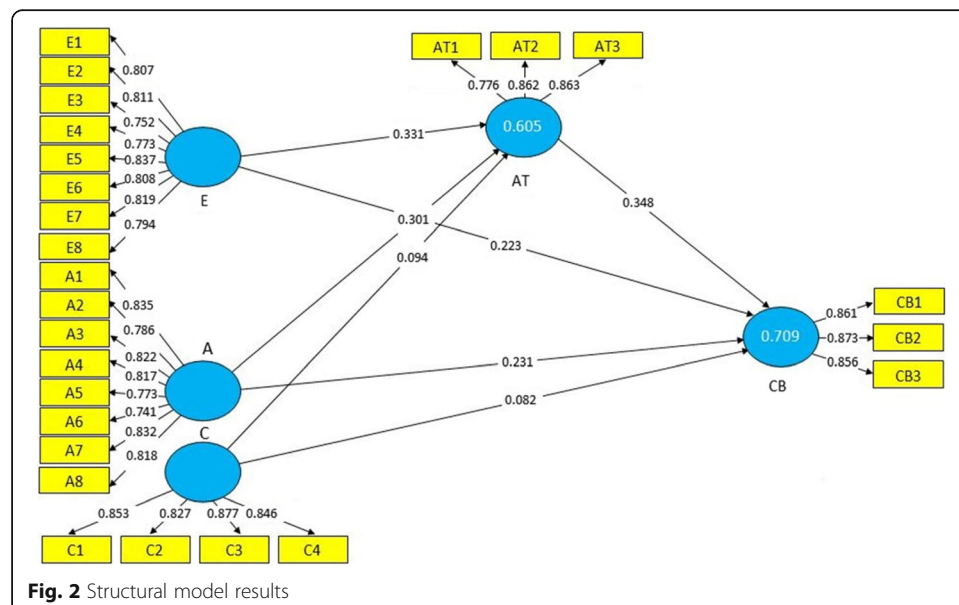 E1
E2
E3
E4
E5
E6
E7
E8
0.807
0.811
0.752
0.773
0.837
0.808
0.819
0.794
E
A1
A2
A3
A4
A5
A6
A7
A8
0.835
0.786
0.822
0.817
0.773
0.741
0.832
0.818
A
C
0.853 0.827 0.877 0.846
C1 C2 C3 C4
AT1 AT2 AT3
0.776 0.862 0.863
0.605
AT
0.331
0.301
0.094
0.223
0.348
0.231
0.082
0.709
CB
0.861
0.873
0.856
CB1
CB2
CB3
Fig. 2 Structural model results